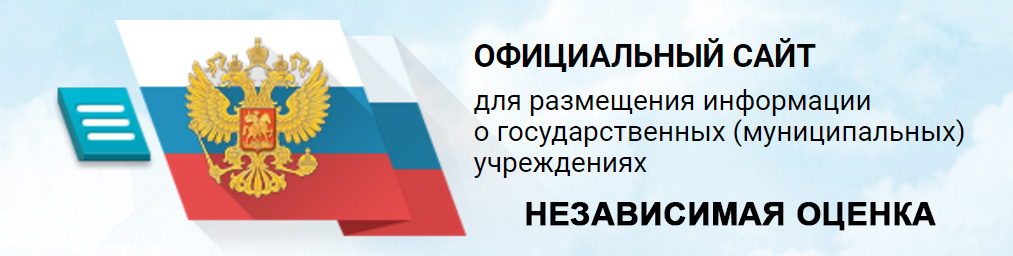 ОФИЦИАЛЬНЫЙ САЙТ
для размещения информации
о государственных (муниципальных)
учреждениях
НЕЗАВИСИМАЯ ОЦЕНКА